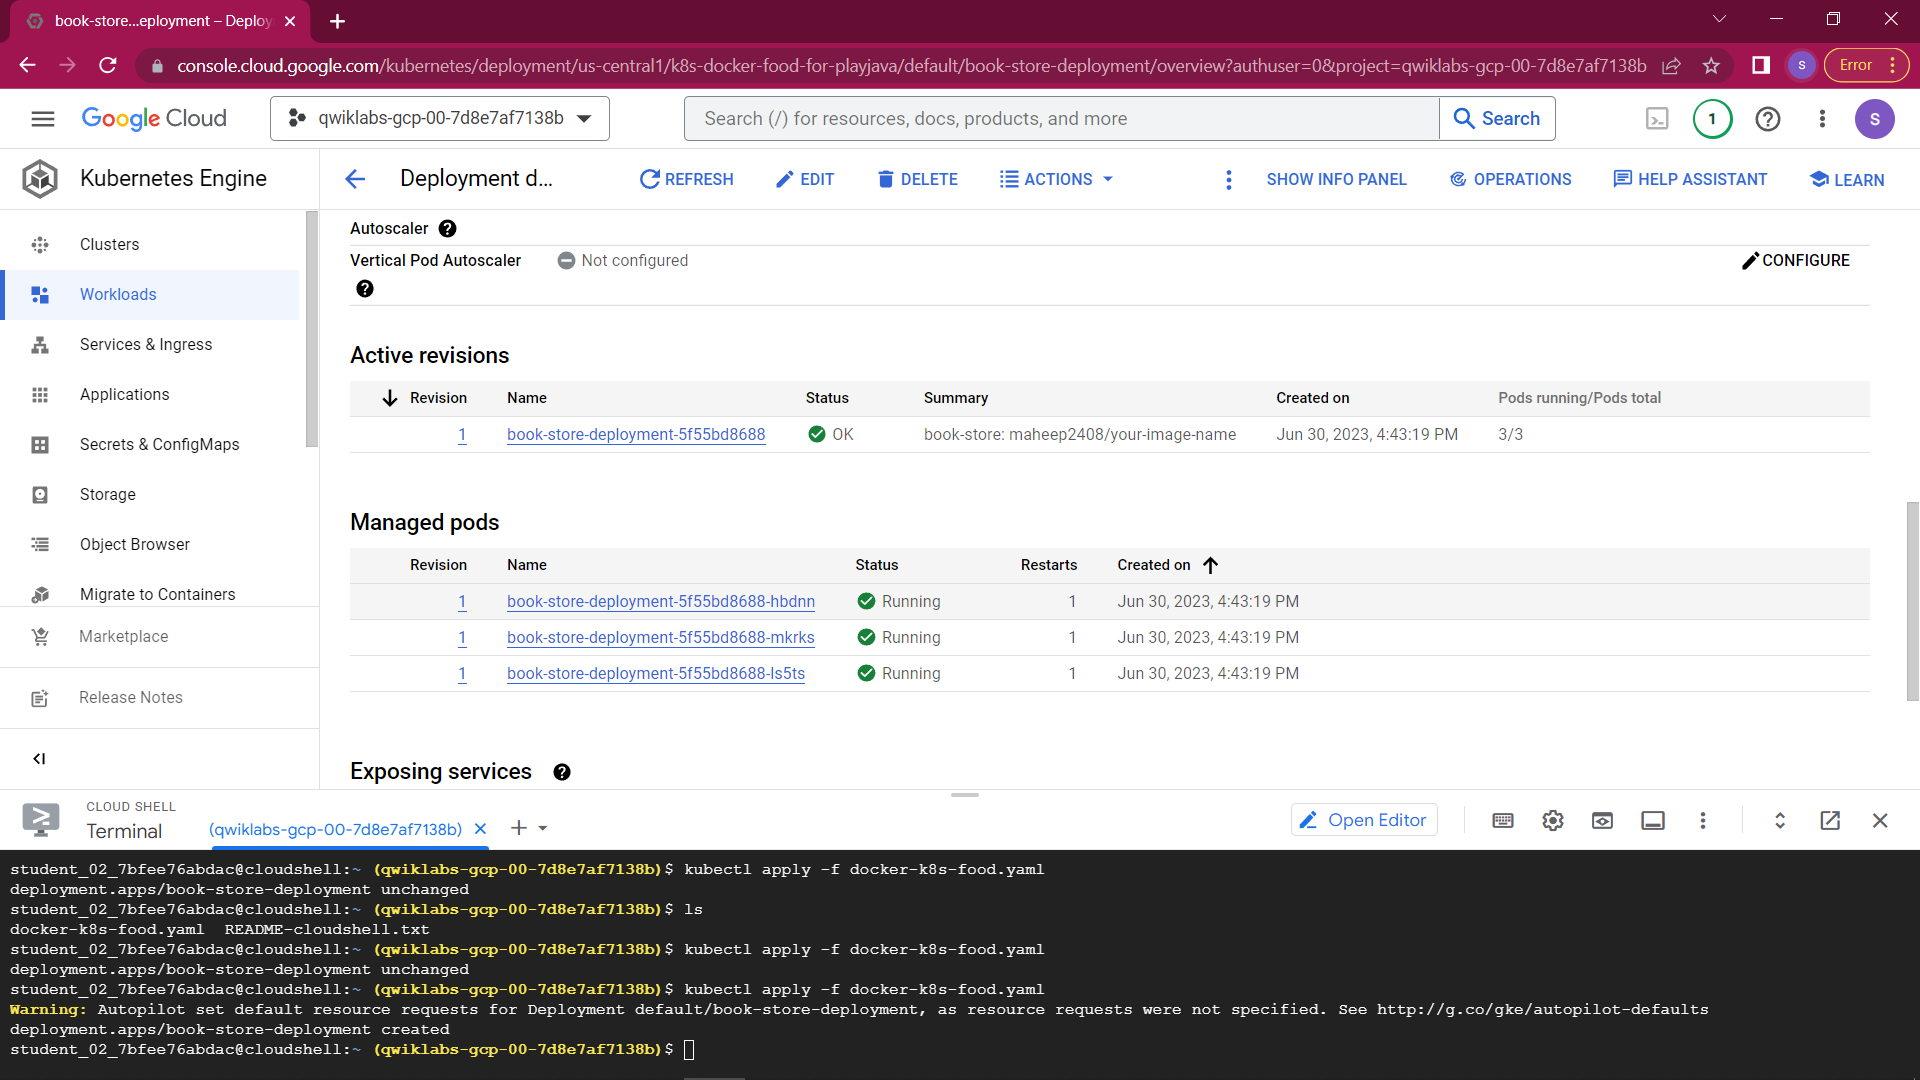 book-store...eployment – Deploy
console.cloud.google.com/kubernetes/deployment/us-central1/k8s-docker-food-for-playjava/default/book-store-deployment/overview?authuser=0&project=qwiklabs-gcp-00-7d8e7af7138b
S
Error
Google Cloud
qwiklabs-gcp-00-7d8e7af7138b
Search (/) for resources, docs, products, and more
Search
1
S
Kubernetes Engine
Deployment d...
REFRESH
EDIT
DELETE
ACTIONS
SHOW INFO PANEL
OPERATIONS
HELP ASSISTANT
LEARN
Clusters
Workloads
Services & Ingress
Applications
Secrets & ConfigMaps
Storage
Object Browser
Migrate to Containers
Marketplace
Release Notes
Autoscaler
Vertical Pod Autoscaler Not configured CONFIGURE
Active revisions
Revision Name Status Summary Created on Pods running/Pods total
1 book-store-deployment-5f55bd8688 OK book-store: maheep2408/your-image-name Jun 30, 2023, 4:43:19 PM 3/3
Managed pods
Revision Name Status Restarts Created on
1 book-store-deployment-5f55bd8688-hbdnn Running 1 Jun 30, 2023, 4:43:19 PM
1 book-store-deployment-5f55bd8688-mkrks Running 1 Jun 30, 2023, 4:43:19 PM
1 book-store-deployment-5f55bd8688-ls5ts Running 1 Jun 30, 2023, 4:43:19 PM
Exposing services
CLOUD SHELL
Terminal
(qwiklabs-gcp-00-7d8e7af7138b)
Open Editor
student_02_7bfee76abdac@cloudshell:~ (qwiklabs-gcp-00-7d8e7af7138b)$ kubectl apply -f docker-k8s-food.yaml
deployment.apps/book-store-deployment unchanged
student_02_7bfee76abdac@cloudshell:~ (qwiklabs-gcp-00-7d8e7af7138b)$ ls
docker-k8s-food.yaml  README-cloudshell.txt
student_02_7bfee76abdac@cloudshell:~ (qwiklabs-gcp-00-7d8e7af7138b)$ kubectl apply -f docker-k8s-food.yaml
deployment.apps/book-store-deployment unchanged
student_02_7bfee76abdac@cloudshell:~ (qwiklabs-gcp-00-7d8e7af7138b)$ kubectl apply -f docker-k8s-food.yaml
Warning: Autopilot set default resource requests for Deployment default/book-store-deployment, as resource requests were not specified. See http://g.co/gke/autopilot-defaults
deployment.apps/book-store-deployment created
student_02_7bfee76abdac@cloudshell:~ (qwiklabs-gcp-00-7d8e7af7138b)$